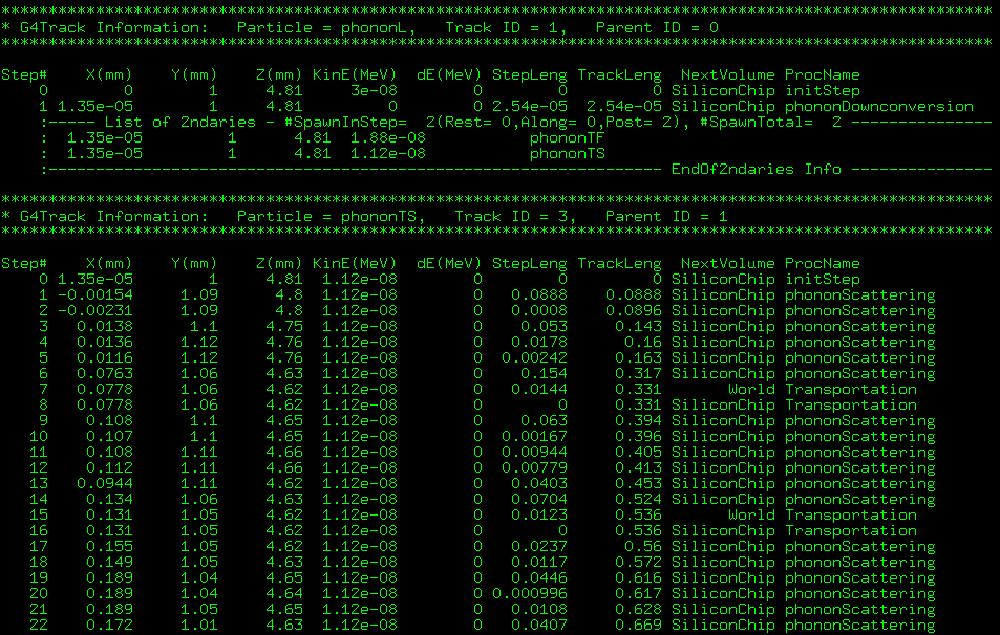 *********************************************************************************************************
* G4Track Information:   Particle = phononL,   Track ID = 1,   Parent ID = 0
*********************************************************************************************************
Step#    X(mm)    Y(mm)    Z(mm) KinE(MeV)  dE(MeV) StepLeng TrackLeng  NextVolume ProcName
    0        0        1     4.81     3e-08        0        0         0 SiliconChip initStep
    1 1.35e-05        1     4.81         0        0 2.54e-05  2.54e-05 SiliconChip phononDownconversion
    :----- List of 2ndaries - #SpawnInStep=  2(Rest= 0,Along= 0,Post= 2), #SpawnTotal=  2 ---------------
    :  1.35e-05         1      4.81  1.88e-08           phononTF
    :  1.35e-05         1      4.81  1.12e-08           phononTS
    :----------------------------------------------------------------- EndOf2ndaries Info ---------------
*********************************************************************************************************
* G4Track Information:   Particle = phononTS,   Track ID = 3,   Parent ID = 1
*********************************************************************************************************
Step#    X(mm)    Y(mm)    Z(mm) KinE(MeV)  dE(MeV) StepLeng TrackLeng  NextVolume ProcName
    0 1.35e-05        1     4.81  1.12e-08        0        0         0 SiliconChip initStep
    1 -0.00154     1.09      4.8  1.12e-08        0   0.0888    0.0888 SiliconChip phononScattering
    2 -0.00231     1.09      4.8  1.12e-08        0   0.0008    0.0896 SiliconChip phononScattering
    3   0.0138      1.1     4.75  1.12e-08        0    0.053     0.143 SiliconChip phononScattering
    4   0.0136     1.12     4.76  1.12e-08        0   0.0178      0.16 SiliconChip phononScattering
    5   0.0116     1.12     4.76  1.12e-08        0  0.00242     0.163 SiliconChip phononScattering
    6   0.0763     1.06     4.63  1.12e-08        0    0.154     0.317 SiliconChip phononScattering
    7   0.0778     1.06     4.62  1.12e-08        0   0.0144     0.331       World Transportation
    8   0.0778     1.06     4.62  1.12e-08        0        0     0.331 SiliconChip Transportation
    9    0.108      1.1     4.65  1.12e-08        0    0.063     0.394 SiliconChip phononScattering
   10    0.107      1.1     4.65  1.12e-08        0  0.00167     0.396 SiliconChip phononScattering
   11    0.108     1.11     4.66  1.12e-08        0  0.00944     0.405 SiliconChip phononScattering
   12    0.112     1.11     4.66  1.12e-08        0  0.00779     0.413 SiliconChip phononScattering
   13   0.0944     1.11     4.62  1.12e-08        0   0.0403     0.453 SiliconChip phononScattering
   14    0.134     1.06     4.63  1.12e-08        0   0.0704     0.524 SiliconChip phononScattering
   15    0.131     1.05     4.62  1.12e-08        0   0.0123     0.536       World Transportation
   16    0.131     1.05     4.62  1.12e-08        0        0     0.536 SiliconChip Transportation
   17    0.155     1.05     4.62  1.12e-08        0   0.0237      0.56 SiliconChip phononScattering
   18    0.149     1.05     4.63  1.12e-08        0   0.0117     0.572 SiliconChip phononScattering
   19    0.189     1.04     4.65  1.12e-08        0   0.0446     0.616 SiliconChip phononScattering
   20    0.189     1.04     4.64  1.12e-08        0 0.000996     0.617 SiliconChip phononScattering
   21    0.189     1.05     4.65  1.12e-08        0   0.0108     0.628 SiliconChip phononScattering
   22    0.172     1.01     4.63  1.12e-08        0   0.0407     0.669 SiliconChip phononScattering